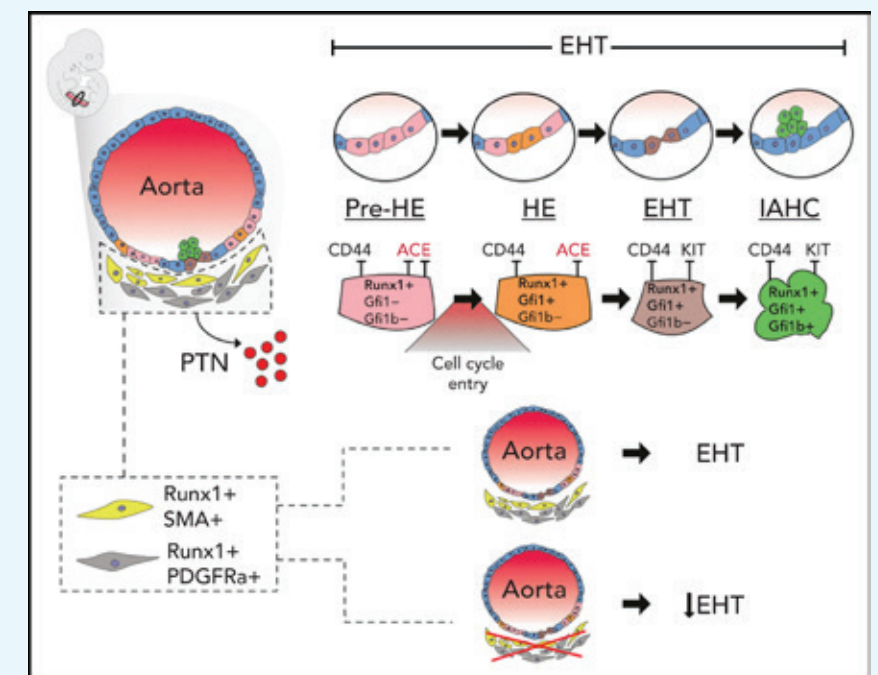 EHT
Aorta
Pre-HE
HE
EHT
IAHC
CD44 ACE
CD44 ACE
CD44 KIT
CD44 KIT
Runx1+
Gfi1–
Gfi1b–
Runx1+
Gfi1+
Gfi1b–
Runx1+
Gfi1+
Gfi1b–
Runx1+
Gfi1+
Gfi1b+
Cell cycle
entry
PTN
Runx1+
SMA+
Runx1+
PDGFRa+
Aorta
EHT
Aorta
↓EHT